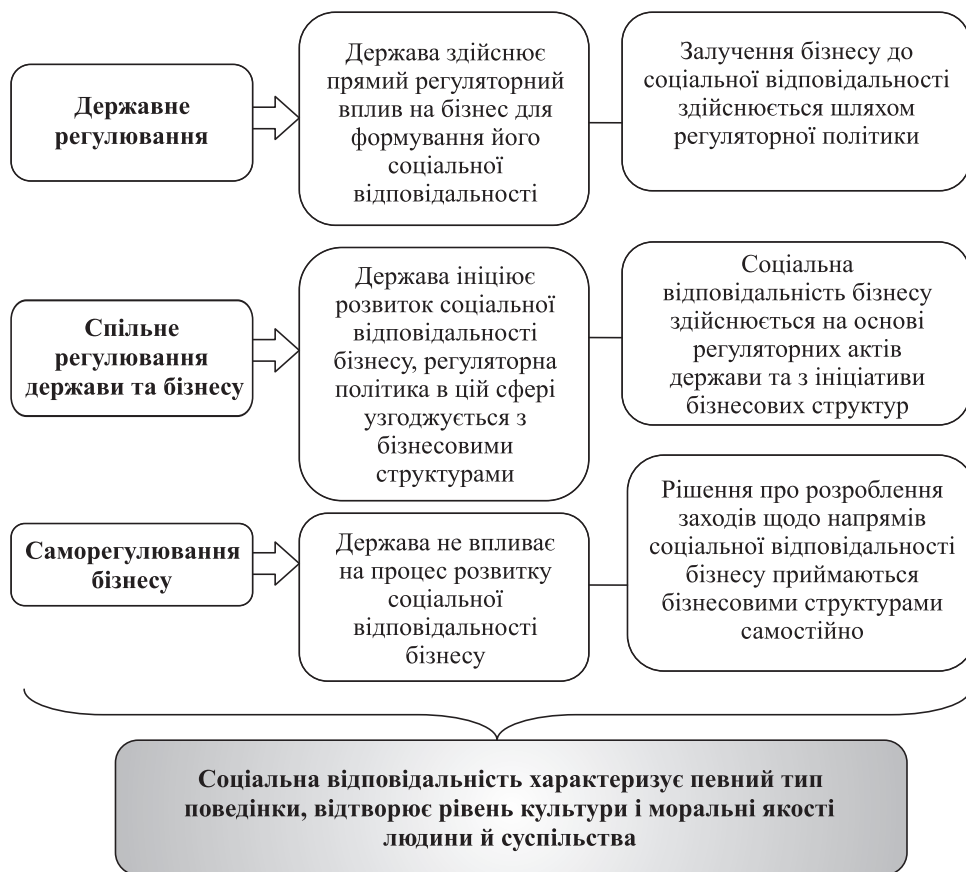 Державне
регулювання
Держава здійснює
прямий регуляторний
вплив на бізнес для
формування його
соціальної
відповідальності
Залучення бізнесу до
соціальної відповідальності
здійснюється шляхом
регуляторної політики
Спільне
регулювання
держави та бізнесу
Держава ініціює
розвиток соціальної
відповідальності
бізнесу, регуляторна
політика в цій сфері
узгоджується з
бізнесовими
структурами
Соціальна
відповідальність бізнесу
здійснюється на основі
регуляторних актів
держави та з ініціативи
бізнесових структур
Саморегулювання
бізнесу
Держава не впливає
на процес розвитку
соціальної
відповідальності
бізнесу
Рішення про розроблення
заходів щодо напрямів
соціальної відповідальності
бізнесу приймаються
бізнесовими структурами
самостійно
Соціальна відповідальність характеризує певний тип
поведінки, відтворює рівень культури і моральні якості
людини й суспільства